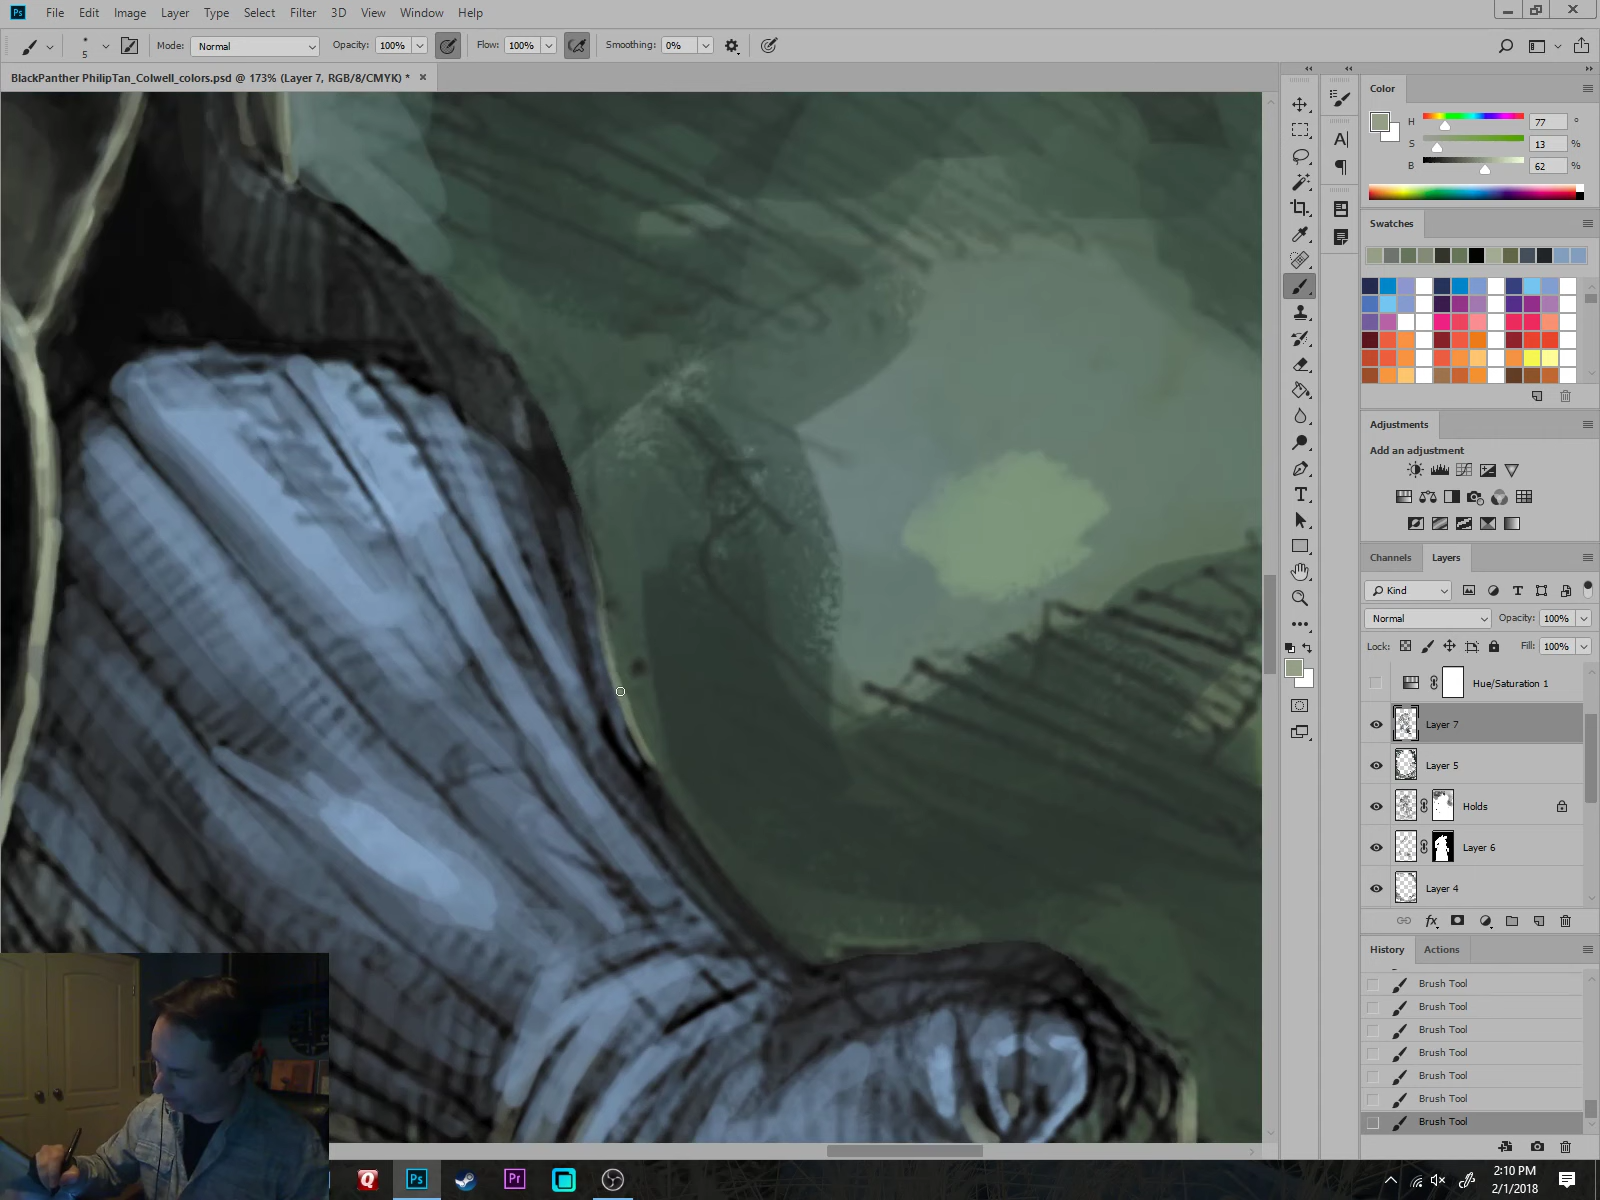 Ps File Edit Image Layer Type Select Filter 3D View Window Help
5 Mode: Normal Opacity: 100% Flow: 100% Smoothing: 0%
BlackPanther PhilipTan_Colwell_colors.psd @ 173% (Layer 7, RGB/8/CMYK) *
Color
H 77 °
S 13 %
B 62 %
Swatches
Adjustments
Add an adjustment
Channels Layers
Kind
Normal Opacity: 100%
Lock: Fill: 100%
Hue/Saturation 1
Layer 7
Layer 5
Holds
Layer 6
Layer 4
fx
History Actions
Brush Tool
Brush Tool
Brush Tool
Brush Tool
Brush Tool
Brush Tool
Brush Tool
Q Ps Pr
2:10 PM
2/1/2018